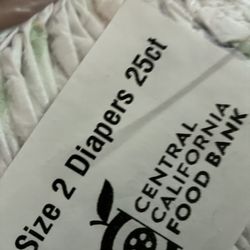 Size 2 Diapers 25ct
CENTRAL
CALIFORNIA
FOOD BANK